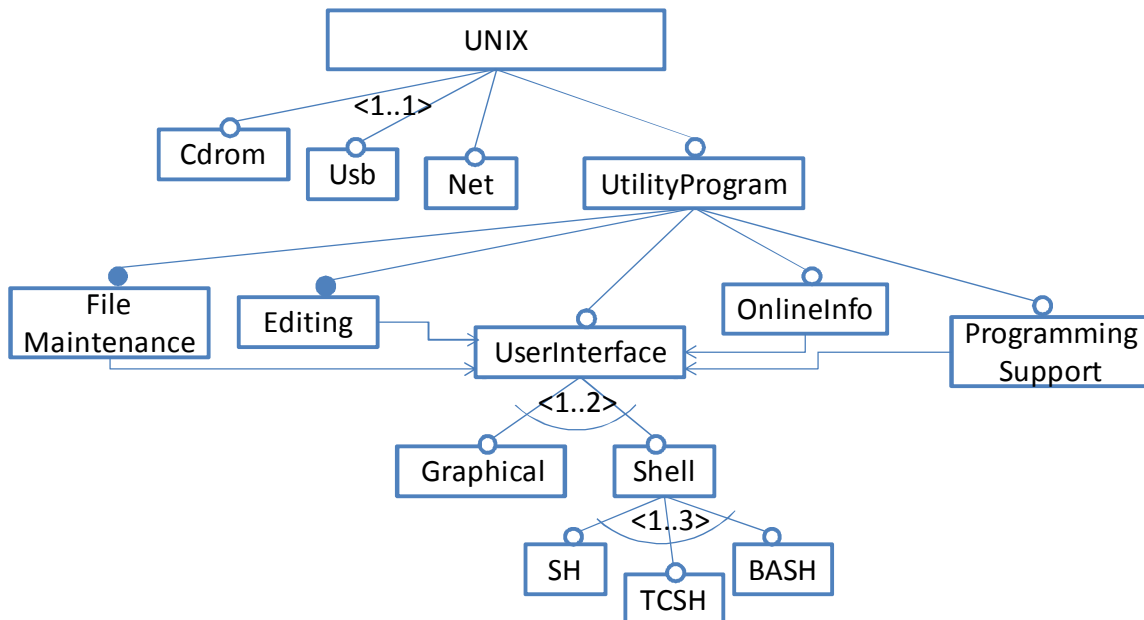 UNIX
<1..1>
Cdrom
Usb
Net
UtilityProgram
File
Maintenance
Editing
UserInterface
OnlineInfo
Programming
Support
<1..2>
Graphical
Shell
<1..3>
SH
TCSH
BASH